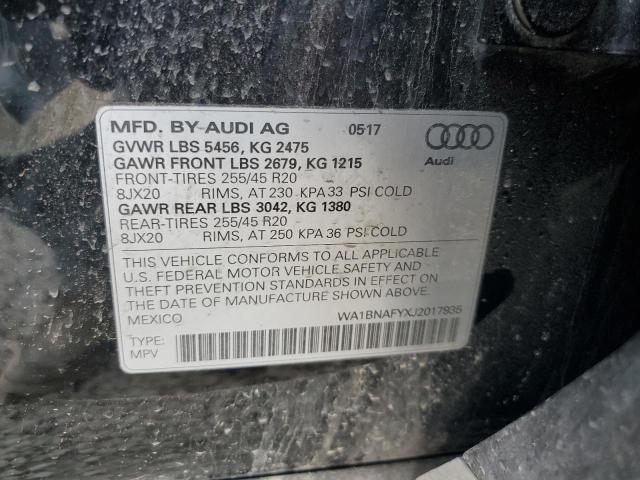 MFD. BY AUDI AG 05-17
GVWR LBS 5456, KG 2475
GAWR FRONT LBS 2679, KG 1215
FRONT-TIRES 255/45 R20
8JX20 RIMS, AT 230 KPA 33 PSI COLD
GAWR REAR LBS 3042, KG 1380
REAR-TIRES 255/45 R20
8JX20 RIMS, AT 250 KPA 36 PSI COLD
Audi
THIS VEHICLE CONFORMS TO ALL APPLICABLE
U.S. FEDERAL MOTOR VEHICLE SAFETY AND
THEFT PREVENTION STANDARDS IN EFFECT ON
THE DATE OF MANUFACTURE SHOWN ABOVE.
MEXICO
WA1BNAFYXJ2017935
TYPE:
MPV